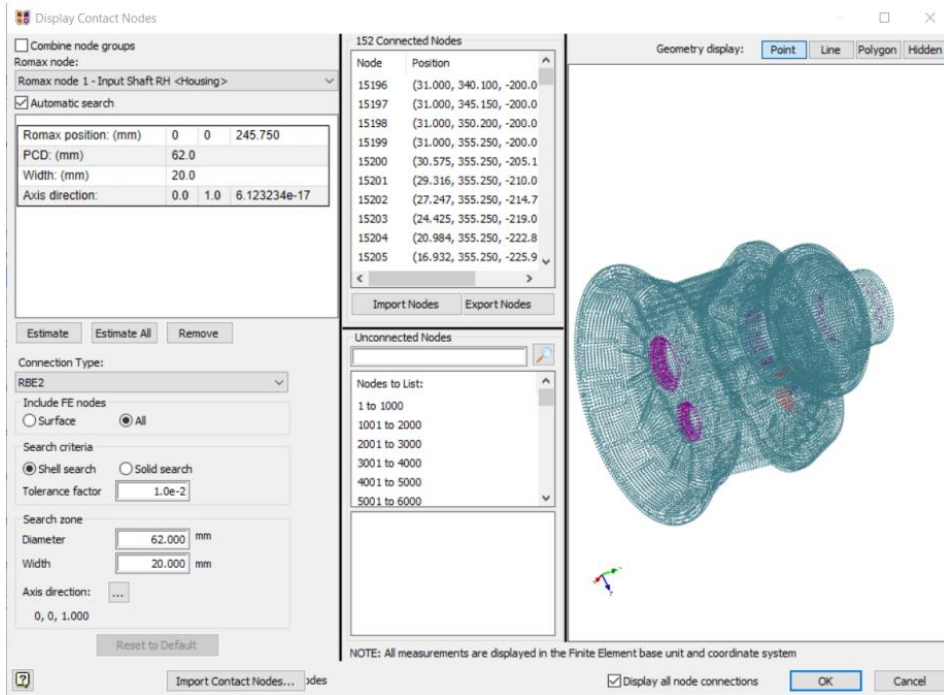 Display Contact Nodes
Combine node groups
Romax node:
Romax node 1 - Input Shaft RH <Housing>
Automatic search
Romax position: (mm) 0 0 245.750
PCD: (mm) 62.0
Width: (mm) 20.0
Axis direction: 0.0 1.0 6.123234e-17
Estimate Estimate All Remove
Connection Type:
RBE2
Include FE nodes
Surface All
Search criteria
Shell search Solid search
Tolerance factor 1.0e-2
Search zone
Diameter 62.000 mm
Width 20.000 mm
Axis direction: ...
0, 0, 1.000
Reset to Default
Import Contact Nodes... odes
152 Connected Nodes
Node Position
15196 (31.000, 340.100, -200.0
15197 (31.000, 345.150, -200.0
15198 (31.000, 350.200, -200.0
15199 (31.000, 355.250, -200.0
15200 (30.575, 355.250, -205.1
15201 (29.316, 355.250, -210.0
15202 (27.247, 355.250, -214.7
15203 (24.425, 355.250, -219.0
15204 (20.984, 355.250, -222.8
15205 (16.932, 355.250, -225.9
Import Nodes Export Nodes
Unconnected Nodes
Nodes to List:
1 to 1000
1001 to 2000
2001 to 3000
3001 to 4000
4001 to 5000
5001 to 6000
Geometry display: Point Line Polygon Hidden
NOTE: All measurements are displayed in the Finite Element base unit and coordinate system
Display all node connections OK Cancel